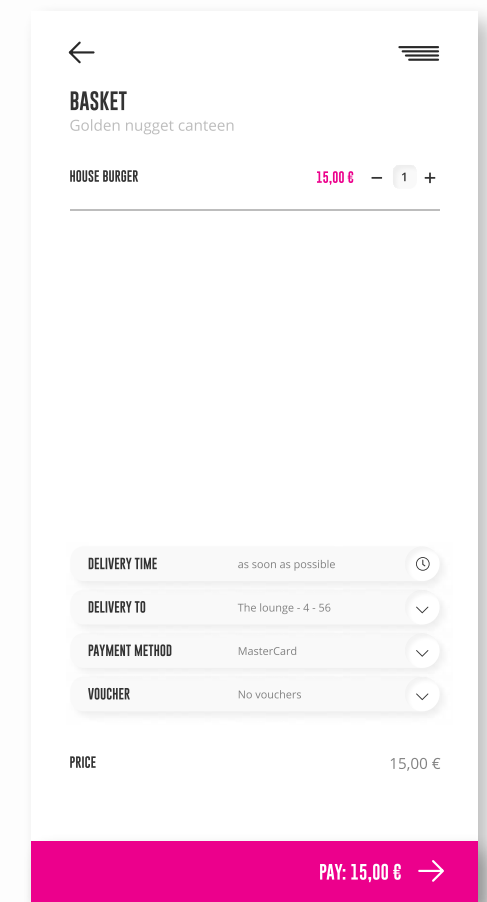 BASKET
Golden nugget canteen
HOUSE BURGER 15,00 € − 1 +
DELIVERY TIME as soon as possible
DELIVERY TO The lounge - 4 - 56
PAYMENT METHOD MasterCard
VOUCHER No vouchers
PRICE 15,00 €
PAY: 15,00 €